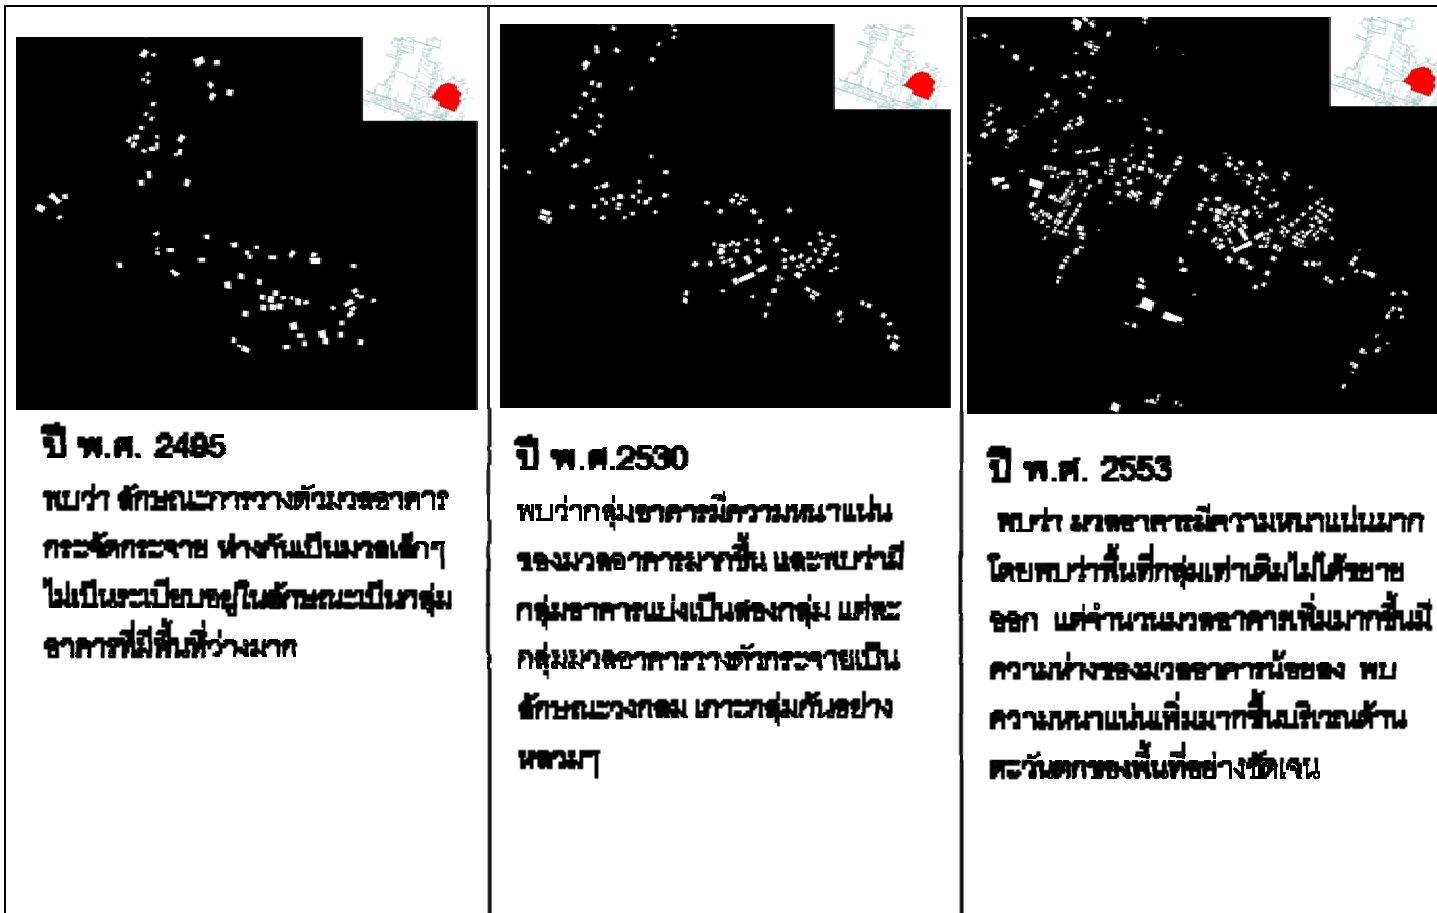 ปี พ.ศ. 2495
พบว่า ลักษณะการวางตัวมวลอาคาร
กระจัดกระจาย ห่างกันเป็นมวลเล็กๆ
ไม่เป็นระเบียบอยู่ในลักษณะเป็นกลุ่ม
อาคารที่มีพื้นที่ว่างมาก
ปี พ.ศ.2530
พบว่ากลุ่มอาคารมีความหนาแน่น
ของมวลอาคารมากขึ้น และพบว่ามี
กลุ่มอาคารแบ่งเป็นสองกลุ่ม แต่ละ
กลุ่มมวลอาคารวางตัวกระจายเป็น
ลักษณะวงกลม เกาะกลุ่มกันอย่าง
หลวมๆ
ปี พ.ศ. 2553
พบว่า มวลอาคารมีความหนาแน่นมาก
โดยพบว่าพื้นที่กลุ่มเก่าเดิมไม่ได้ขยาย
ออก แต่จำนวนมวลอาคารเพิ่มมากขึ้นมี
ความห่างของมวลอาคารน้อยลง พบ
ความหนาแน่นเพิ่มมากขึ้นบริเวณด้าน
ตะวันตกของพื้นที่อย่างชัดเจน